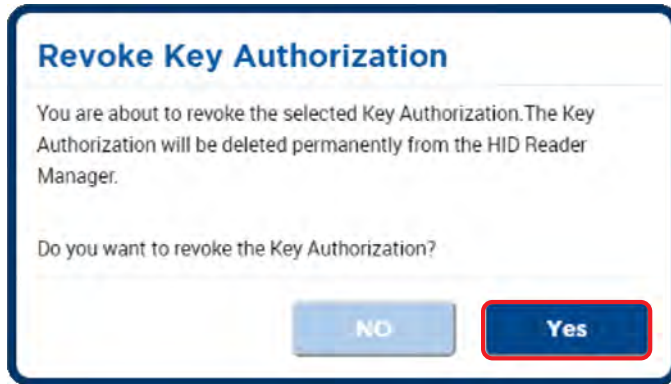 Revoke Key Authorization
You are about to revoke the selected Key Authorization.The Key
Authorization will be deleted permanently from the HID Reader
Manager.
Do you want to revoke the Key Authorization?
NO Yes